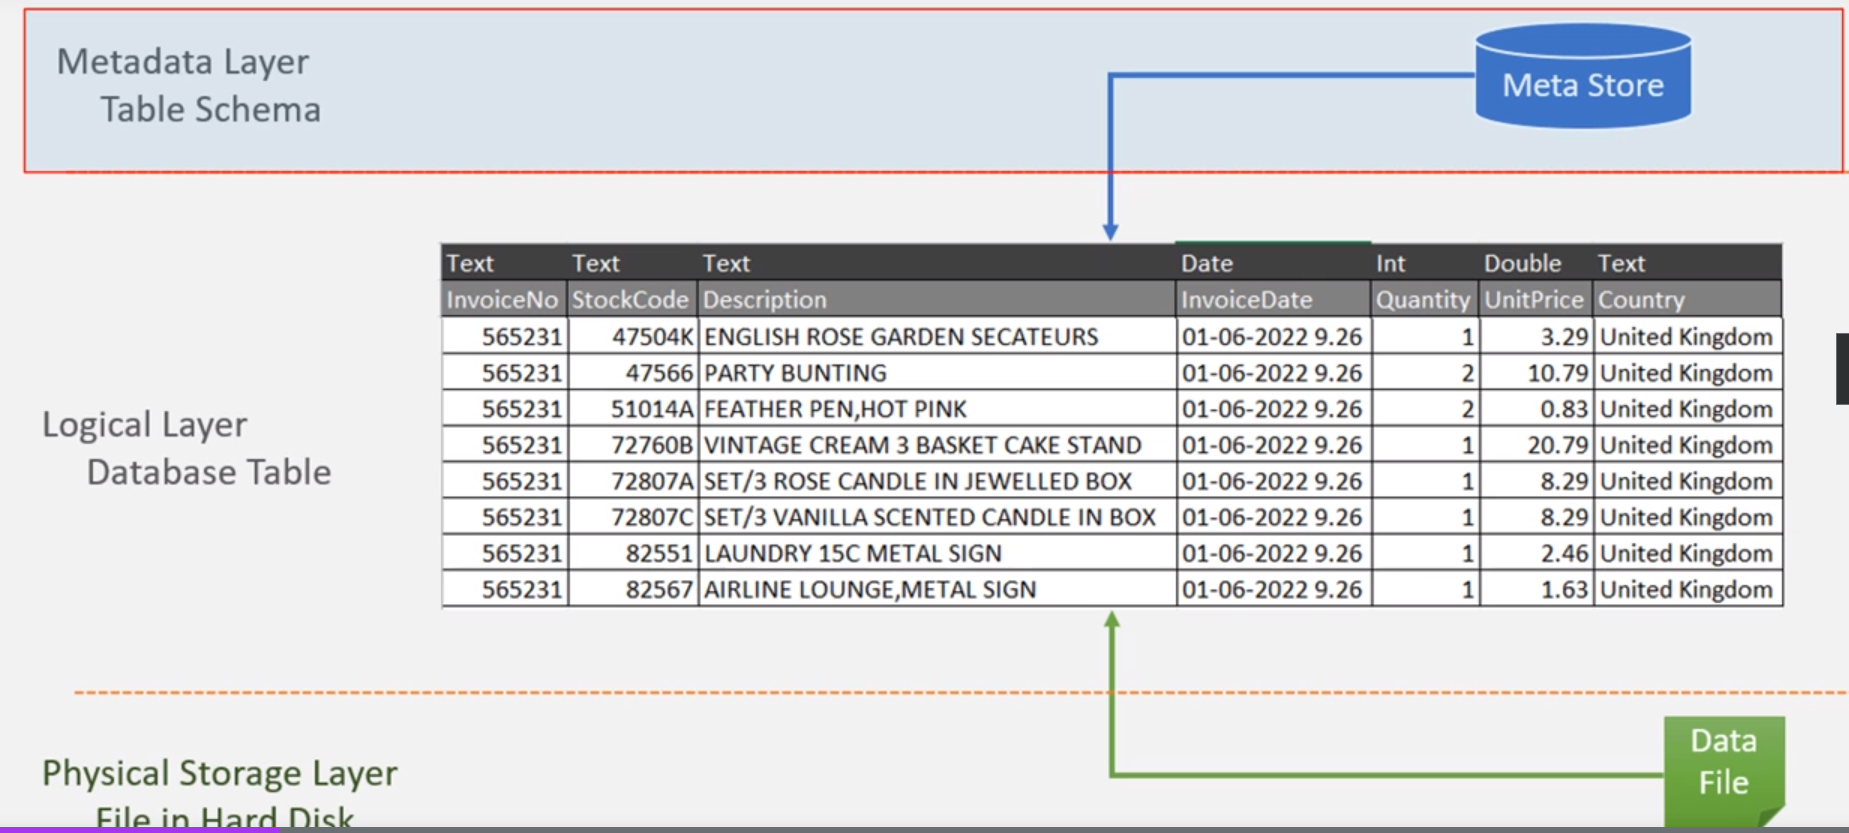 Metadata Layer
Table Schema
Meta Store
Text Text Text Date Int Double Text
InvoiceNo StockCode Description InvoiceDate Quantity UnitPrice Country
565231 47504K ENGLISH ROSE GARDEN SECATEURS 01-06-2022 9.26 1 3.29 United Kingdom
565231 47566 PARTY BUNTING 01-06-2022 9.26 2 10.79 United Kingdom
565231 51014A FEATHER PEN,HOT PINK 01-06-2022 9.26 2 0.83 United Kingdom
565231 72760B VINTAGE CREAM 3 BASKET CAKE STAND 01-06-2022 9.26 1 20.79 United Kingdom
565231 72807A SET/3 ROSE CANDLE IN JEWELLED BOX 01-06-2022 9.26 1 8.29 United Kingdom
565231 72807C SET/3 VANILLA SCENTED CANDLE IN BOX 01-06-2022 9.26 1 8.29 United Kingdom
565231 82551 LAUNDRY 15C METAL SIGN 01-06-2022 9.26 1 2.46 United Kingdom
565231 82567 AIRLINE LOUNGE,METAL SIGN 01-06-2022 9.26 1 1.63 United Kingdom
Logical Layer
Database Table
Physical Storage Layer
File in Hard Disk
Data
File